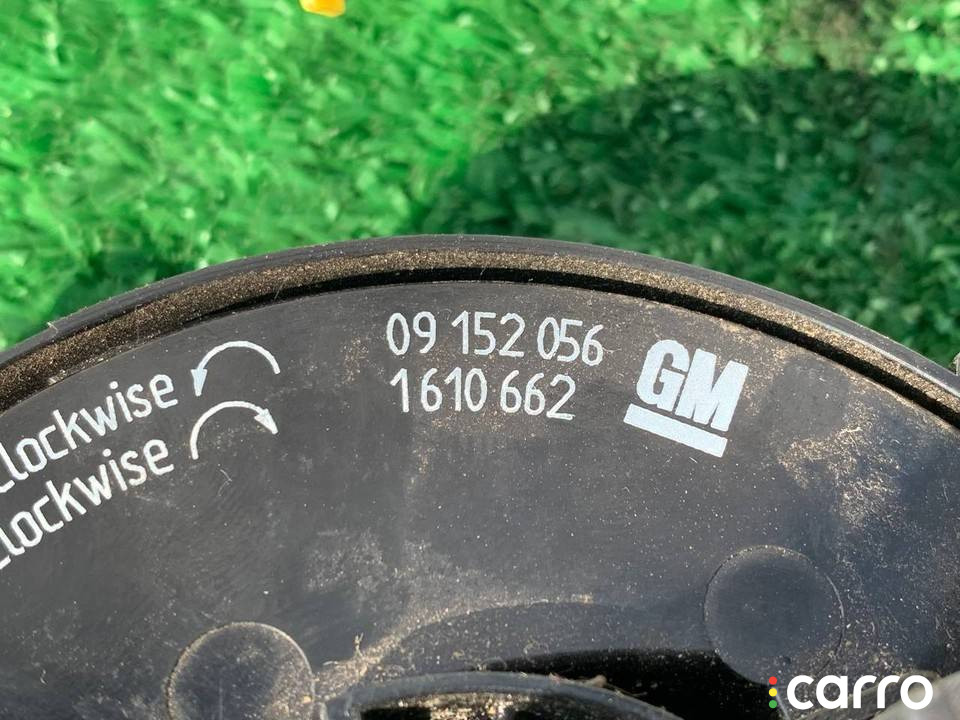 09 152 056
1610 662
GM
clockwise
clockwise
carro